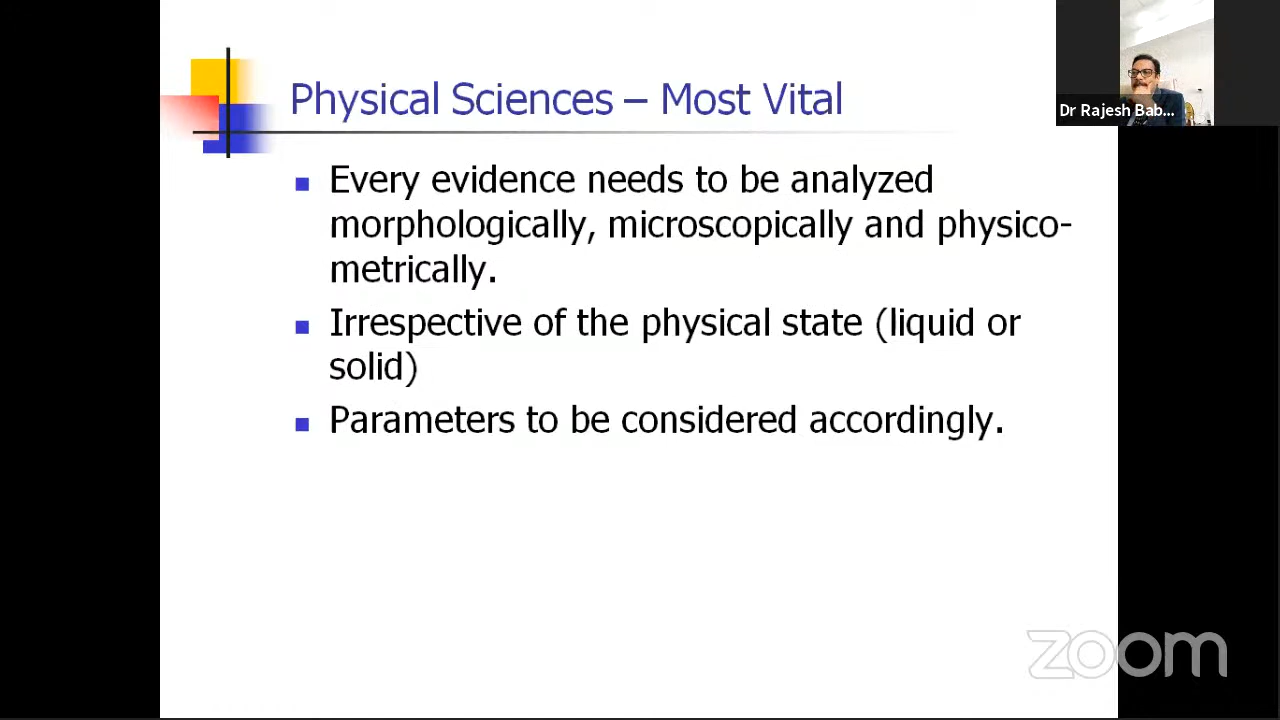 Physical Sciences – Most Vital
Every evidence needs to be analyzed
morphologically, microscopically and physico-
metrically.
Irrespective of the physical state (liquid or
solid)
Parameters to be considered accordingly.
Dr Rajesh Bab...
zoom